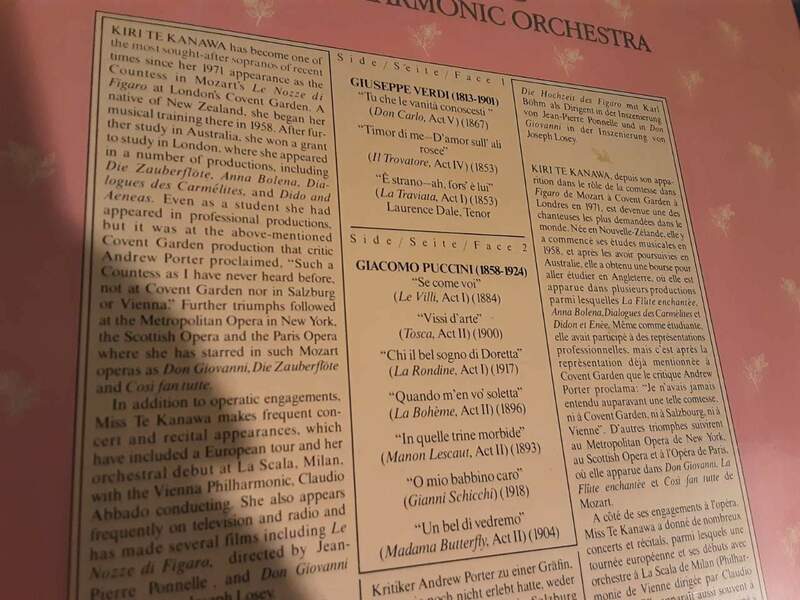 HARMONIC ORCHESTRA
KIRI TE KANAWA has become one of
the most sought-after sopranos of recent
times since her 1971 appearance as the
Countess in Mozart's Le Nozze di
Figaro at London's Covent Garden. A
native of New Zealand, she began her
musical training there in 1958. After fur-
ther study in Australia, she won a grant
to study in London, where she appeared
in a number of productions, including
Die Zauberflöte, Anna Bolena, Dia-
logues des Carmélites, and Dido and
Aeneas. Even as a student she had
appeared in professional productions,
but it was at the above-mentioned
Covent Garden production that critic
Andrew Porter proclaimed, "Such a
Countess as I have never heard before,
not at Covent Garden nor in Salzburg
or Vienna." Further triumphs followed
at the Metropolitan Opera in New York,
the Scottish Opera and the Paris Opera
where she has starred in such Mozart
operas as Don Giovanni, Die Zauberflöte
and Così fan tutte.
In addition to operatic engagements,
Miss Te Kanawa makes frequent con-
cert and recital appearances, which
have included a European tour and her
orchestral debut at La Scala, Milan,
with the Vienna Philharmonic, Claudio
Abbado conducting. She also appears
frequently on television and radio and
has made several films including Le
Nozze di Figaro, directed by Jean-
Pierre Ponnelle, and Don Giovanni
Joseph Losey.
Side/Seite/Face 1
GIUSEPPE VERDI (1813-1901)
"Tu che le vanità conoscesti"
(Don Carlo, Act V) (1867)
"Timor di me—D'amor sull' ali
rosee"
(Il Trovatore, Act IV) (1853)
"È strano—ah, fors' è lui"
(La Traviata, Act I) (1853)
Laurence Dale, Tenor
Side/Seite/Face 2
GIACOMO PUCCINI (1858-1924)
"Se come voi"
(Le Villi, Act I) (1884)
"Vissi d'arte"
(Tosca, Act II) (1900)
"Chi il bel sogno di Doretta"
(La Rondine, Act I) (1917)
"Quando m'en vo' soletta"
(La Bohème, Act II) (1896)
"In quelle trine morbide"
(Manon Lescaut, Act II) (1893)
"O mio babbino caro"
(Gianni Schicchi) (1918)
"Un bel di vedremo"
(Madama Butterfly, Act II) (1904)
Kritiker Andrew Porter zu einer Gräfin,
noch nicht erlebt hatte, weder
Salzburg
Die Hochzeit des Figaro mit Karl
Böhm als Dirigent in der Inszenierung
von Jean-Pierre Ponnelle und in Don
Giovanni in der Inszenierung von
Joseph Losey.
KIRI TE KANAWA, depuis son appa-
rition dans le rôle de la comtesse dans
Figaro de Mozart à Covent Garden à
Londres en 1971, est devenue une des
chanteuses les plus demandées dans le
monde. Née en Nouvelle-Zélande, elle y
a commencé ses études musicales en
1958, et après les avoir poursuivies en
Australie, elle a obtenu une bourse pour
aller étudier en Angleterre, où elle est
apparue dans plusieurs productions
parmi lesquelles La Flûte enchantée,
Anna Bolena, Dialogues des Carmélites et
Didon et Enée. Même comme étudiante,
elle avait participé à des représentations
professionnelles, mais c'est après la
représentation déjà mentionnée à
Covent Garden que le critique Andrew
Porter proclama: "Je n'avais jamais
entendu auparavant une telle comtesse,
ni à Covent Garden, ni à Salzbourg, ni à
Vienne". D'autres triomphes suivirent
au Metropolitan Opera de New York,
au Scottish Opera et à l'Opéra de Paris,
où elle apparue dans Don Giovanni, La
Flûte enchantée et Così fan tutte de
Mozart.
A côté de ses engagements à l'opéra,
Miss Te Kanawa a donné de nombreux
concerts et récitals, parmi lesquels une
tournée européenne et ses débuts avec
orchestre à La Scala de Milan (Philhar-
monie de Vienne dirigée par Claudio
aussi souvent à